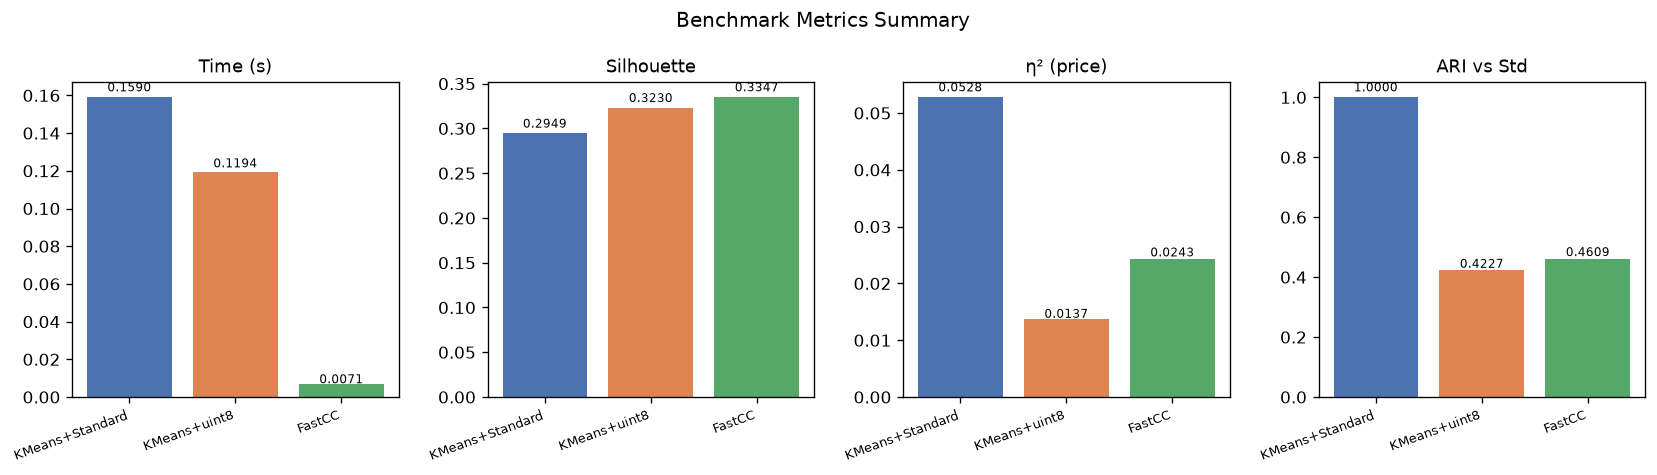 Benchmark Metrics Summary
Time (s)
0.16
0.14
0.12
0.10
0.08
0.06
0.04
0.02
0.00
0.1590
0.1194
0.0071
KMeans+Standard
KMeans+uint8
FastCC
Silhouette
0.35
0.30
0.25
0.20
0.15
0.10
0.05
0.00
0.2949
0.3230
0.3347
KMeans+Standard
KMeans+uint8
FastCC
η² (price)
0.05
0.04
0.03
0.02
0.01
0.00
0.0528
0.0137
0.0243
KMeans+Standard
KMeans+uint8
FastCC
ARI vs Std
1.0
0.8
0.6
0.4
0.2
0.0
1.0000
0.4227
0.4609
KMeans+Standard
KMeans+uint8
FastCC